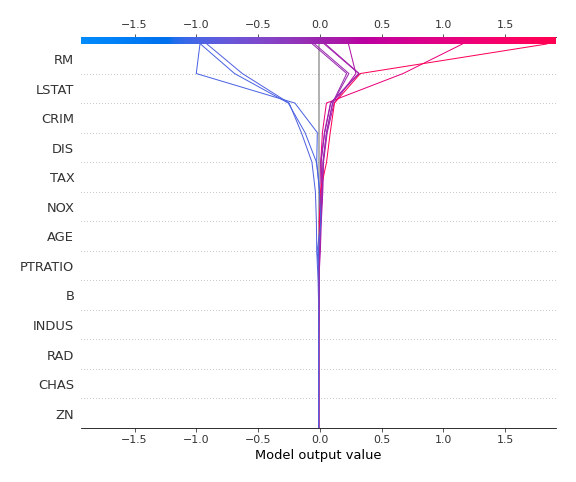 −1.5 −1.0 −0.5 0.0 0.5 1.0 1.5
RM
LSTAT
CRIM
DIS
TAX
NOX
AGE
PTRATIO
B
INDUS
RAD
CHAS
ZN
−1.5 −1.0 −0.5 0.0 0.5 1.0 1.5
Model output value